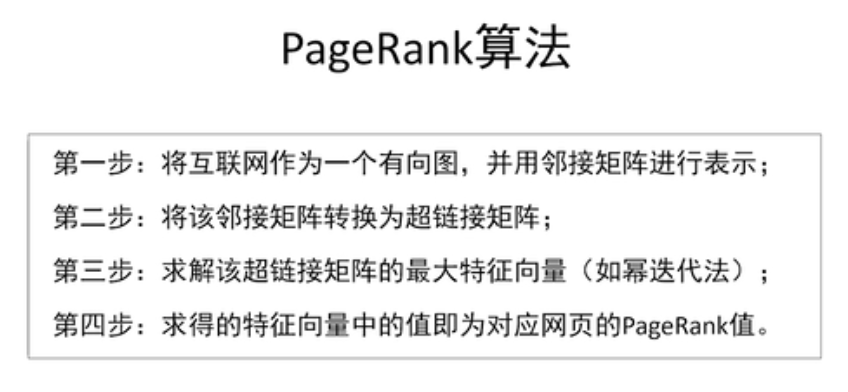 PageRank算法
第一步：将互联网作为一个有向图，并用邻接矩阵进行表示；
第二步：将该邻接矩阵转换为超链接矩阵；
第三步：求解该超链接矩阵的最大特征向量（如幂迭代法）；
第四步：求得的特征向量中的值即为对应网页的PageRank值。